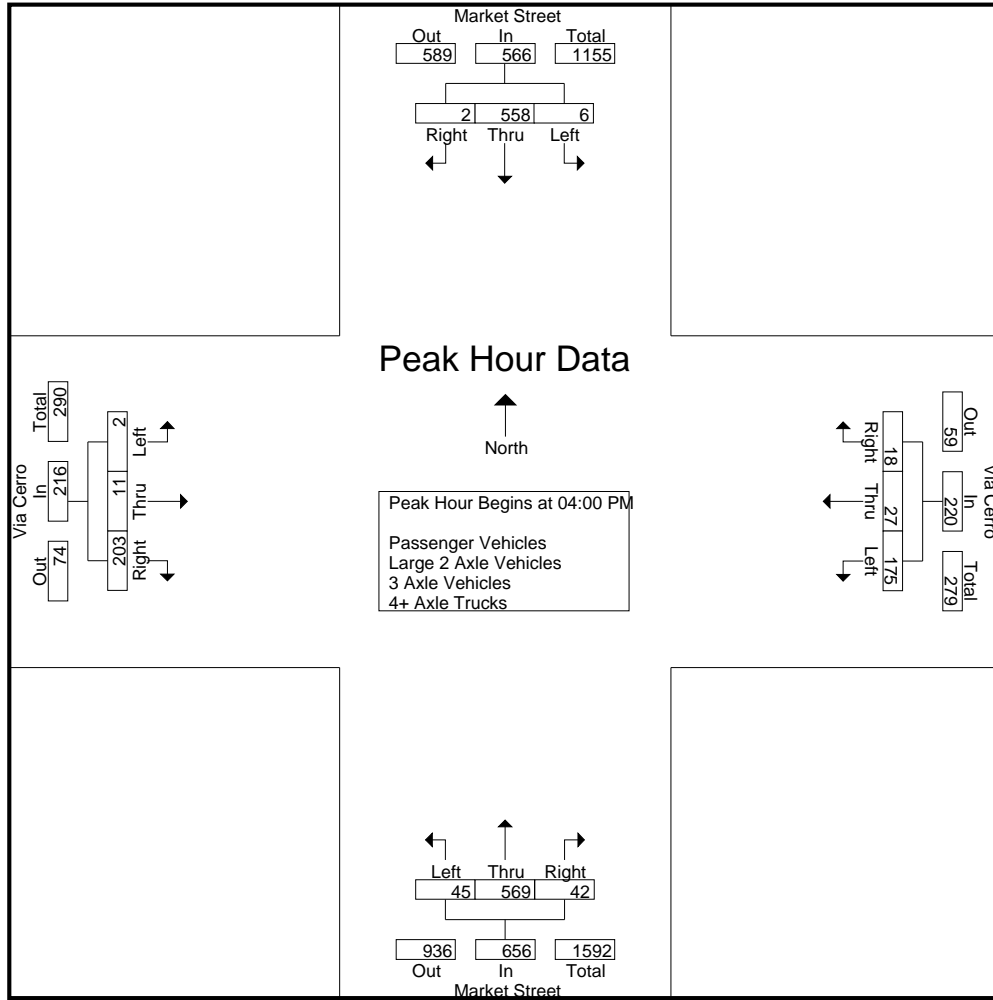 Market Street
Out In Total
589 566 1155
2 558 6
Right Thru Left
Peak Hour Data
North
Peak Hour Begins at 04:00 PM
Passenger Vehicles
Large 2 Axle Vehicles
3 Axle Vehicles
4+ Axle Trucks
Via Cerro
Out In Total
74 216 290
203 11 2
Right Thru Left
Via Cerro
Out In Total
59 220 279
18 27 175
Right Thru Left
Left Thru Right
45 569 42
936 656 1592
Out In Total
Market Street